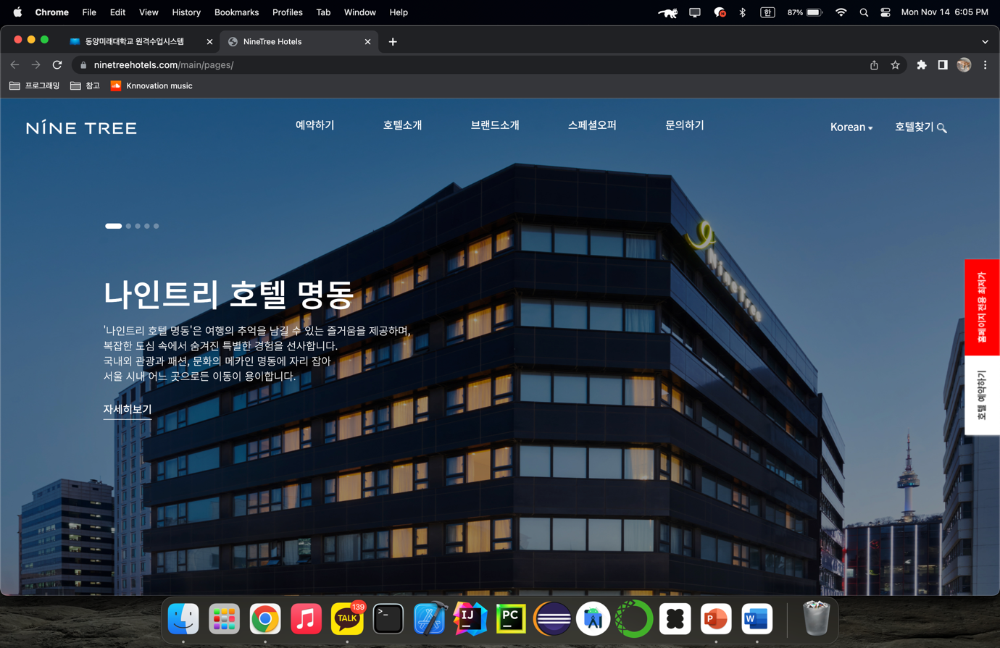 Chrome File Edit View History Bookmarks Profiles Tab Window Help 한 87% Mon Nov 14 6:05 PM
동양미래대학교 원격수업시스템 NineTree Hotels
ninetreehotels.com/main/pages/
프로그래밍 참고 Knnovation music
NÍNE TREE 예약하기 호텔소개 브랜드소개 스페셜오퍼 문의하기 Korean 호텔찾기
NineTree
나인트리 호텔 명동
'나인트리 호텔 명동'은 여행의 추억을 남길 수 있는 즐거움을 제공하며,
복잡한 도심 속에서 숨겨진 특별한 경험을 선사합니다.
국내외 관광과 패션, 문화의 메카인 명동에 자리 잡아
서울 시내 어느 곳으로든 이동이 용이합니다.
자세히보기
홈페이지 전용 최저가
호텔 예약하기
139
TALK
>_
IJ
PC
P
W